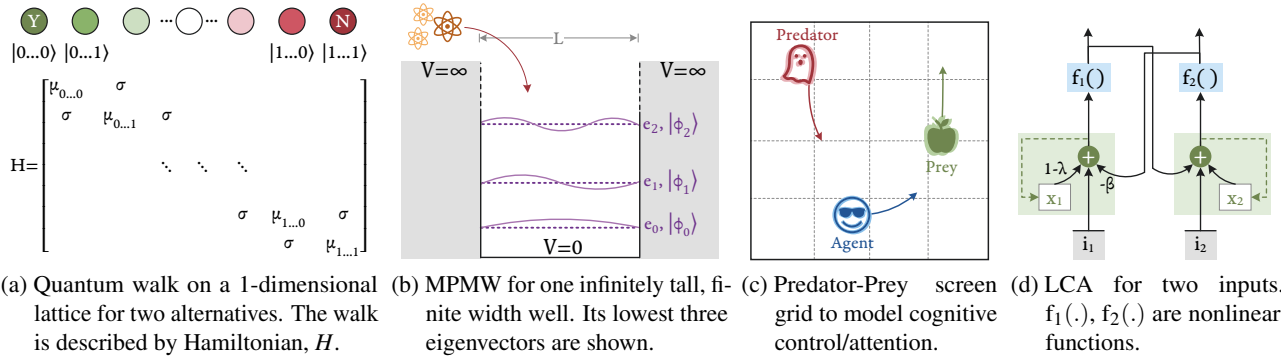 Y N
|0...0⟩ |0...1⟩ ... ... |1...0⟩ |1...1⟩
μ0...0 σ
σ μ0...1 σ
H= ⋱ ⋱ ⋱
σ μ1...0 σ
σ μ1...1
(a) Quantum walk on a 1-dimensional
lattice for two alternatives. The walk
is described by Hamiltonian, H.
L
V=∞ V=∞
e2, |ϕ2⟩
e1, |ϕ1⟩
e0, |ϕ0⟩
V=0
(b) MPMW for one infinitely tall, fi-
nite width well. Its lowest three
eigenvectors are shown.
Predator
Prey
Agent
(c) Predator-Prey screen
grid to model cognitive
control/attention.
f1() f2()
+ +
1-λ -β
x1 x2
i1 i2
(d) LCA for two inputs.
f1(.), f2(.) are nonlinear
functions.